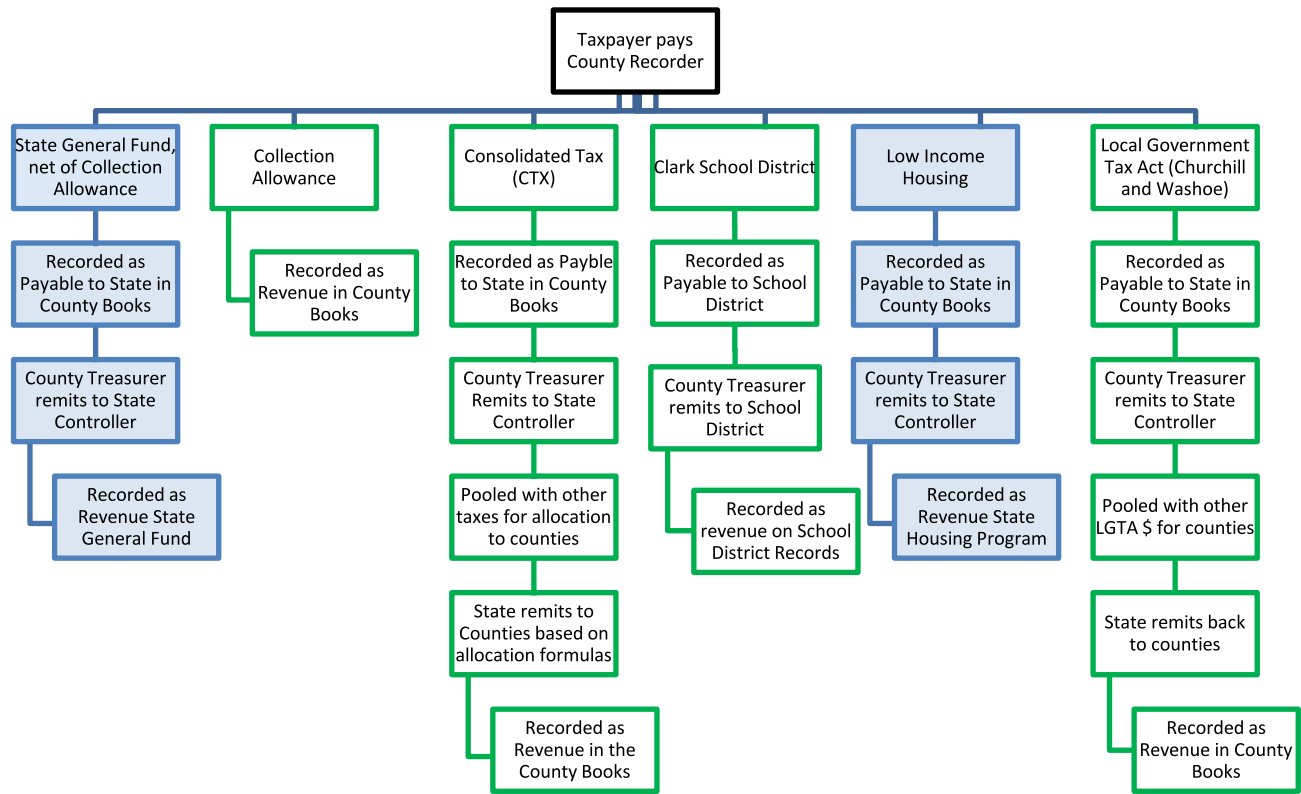 Taxpayer pays
County Recorder
State General Fund,
net of Collection
Allowance
Collection
Allowance
Consolidated Tax
(CTX)
Clark School District
Low Income
Housing
Local Government
Tax Act (Churchill
and Washoe)
Recorded as
Payable to State in
County Books
Recorded as
Revenue in County
Books
Recorded as Payble
to State in County
Books
Recorded as
Payable to School
District
Recorded as
Payable to State in
County Books
Recorded as
Payable to State in
County Books
County Treasurer
remits to State
Controller
County Treasurer
Remits to State
Controller
County Treasurer
remits to School
District
County Treasurer
remits to State
Controller
County Treasurer
remits to State
Controller
Recorded as
Revenue State
General Fund
Pooled with other
taxes for allocation
to counties
Recorded as
revenue on School
District Records
Recorded as
Revenue State
Housing Program
Pooled with other
LGTA $ for counties
State remits to
Counties based on
allocation formulas
State remits back
to counties
Recorded as
Revenue in the
County Books
Recorded as
Revenue in County
Books